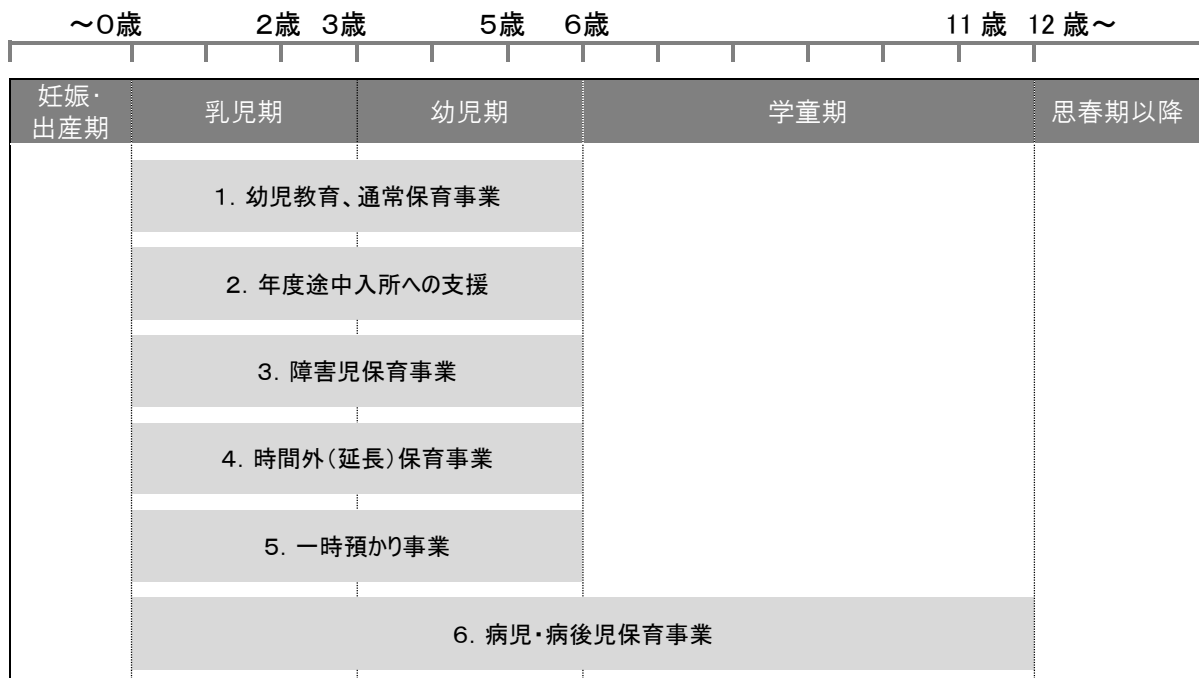 ～０歳 ２歳 ３歳 ５歳 ６歳 11 歳 12 歳～
妊娠・
出産期
乳児期 幼児期 学童期 思春期以降
１．幼児教育、通常保育事業
２．年度途中入所への支援
３．障害児保育事業
４．時間外（延長）保育事業
５．一時預かり事業
６．病児・病後児保育事業